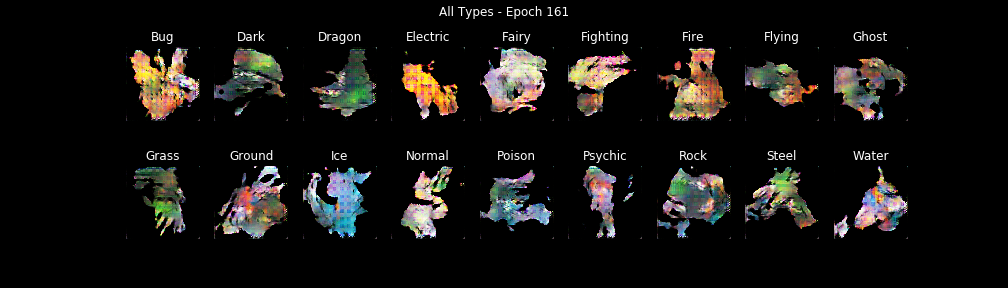 All Types - Epoch 161
Bug Dark Dragon Electric Fairy Fighting Fire Flying Ghost
Grass Ground Ice Normal Poison Psychic Rock Steel Water